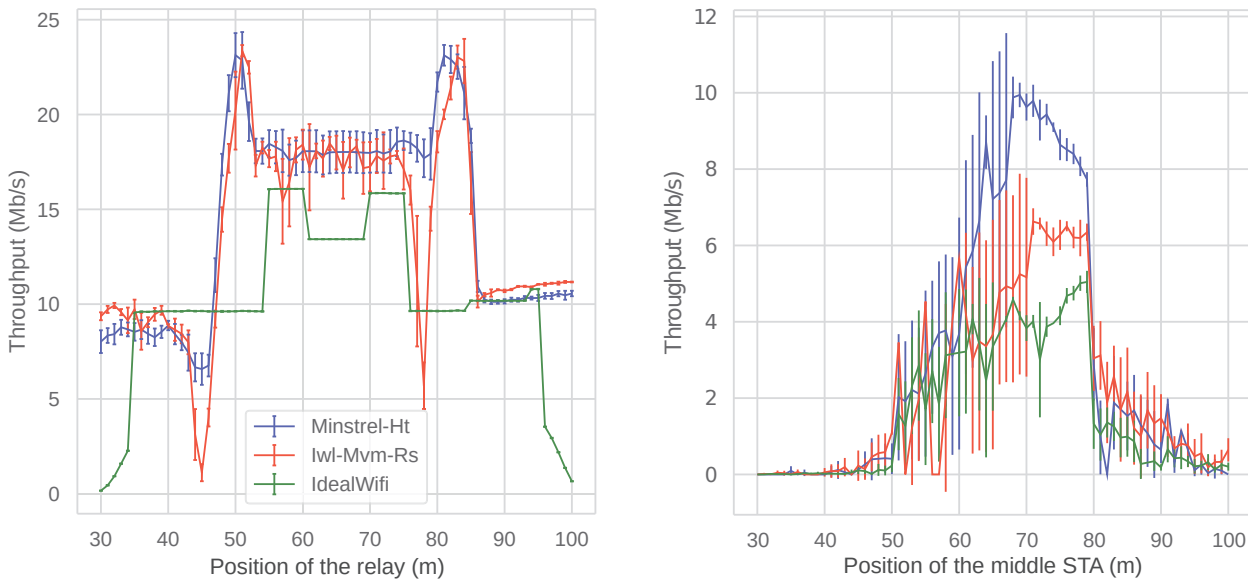 Throughput (Mb/s)
25
20
15
10
5
0
30 40 50 60 70 80 90 100
Position of the relay (m)
Minstrel-Ht
Iwl-Mvm-Rs
IdealWifi
Throughput (Mb/s)
12
10
8
6
4
2
0
30 40 50 60 70 80 90 100
Position of the middle STA (m)